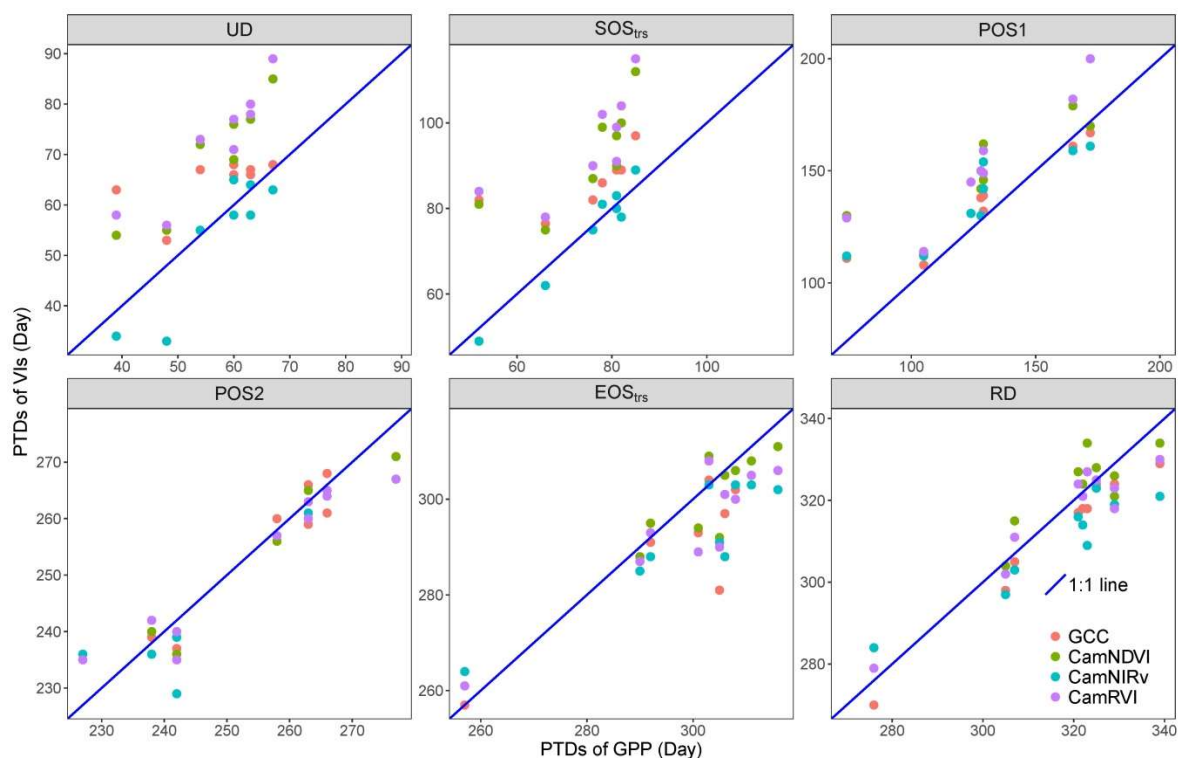 UD
SOStrs
POS1
90
80
70
60
50
40
100
80
60
200
150
100
40 50 60 70 80 90
60 80 100
100 150 200
PTDs of VIs (Day)
POS2
EOStrs
RD
270
260
250
240
230
300
280
260
340
320
300
280
1:1 line
GCC
CamNDVI
CamNIRv
CamRVI
230 240 250 260 270
260 280 300
280 300 320 340
PTDs of GPP (Day)